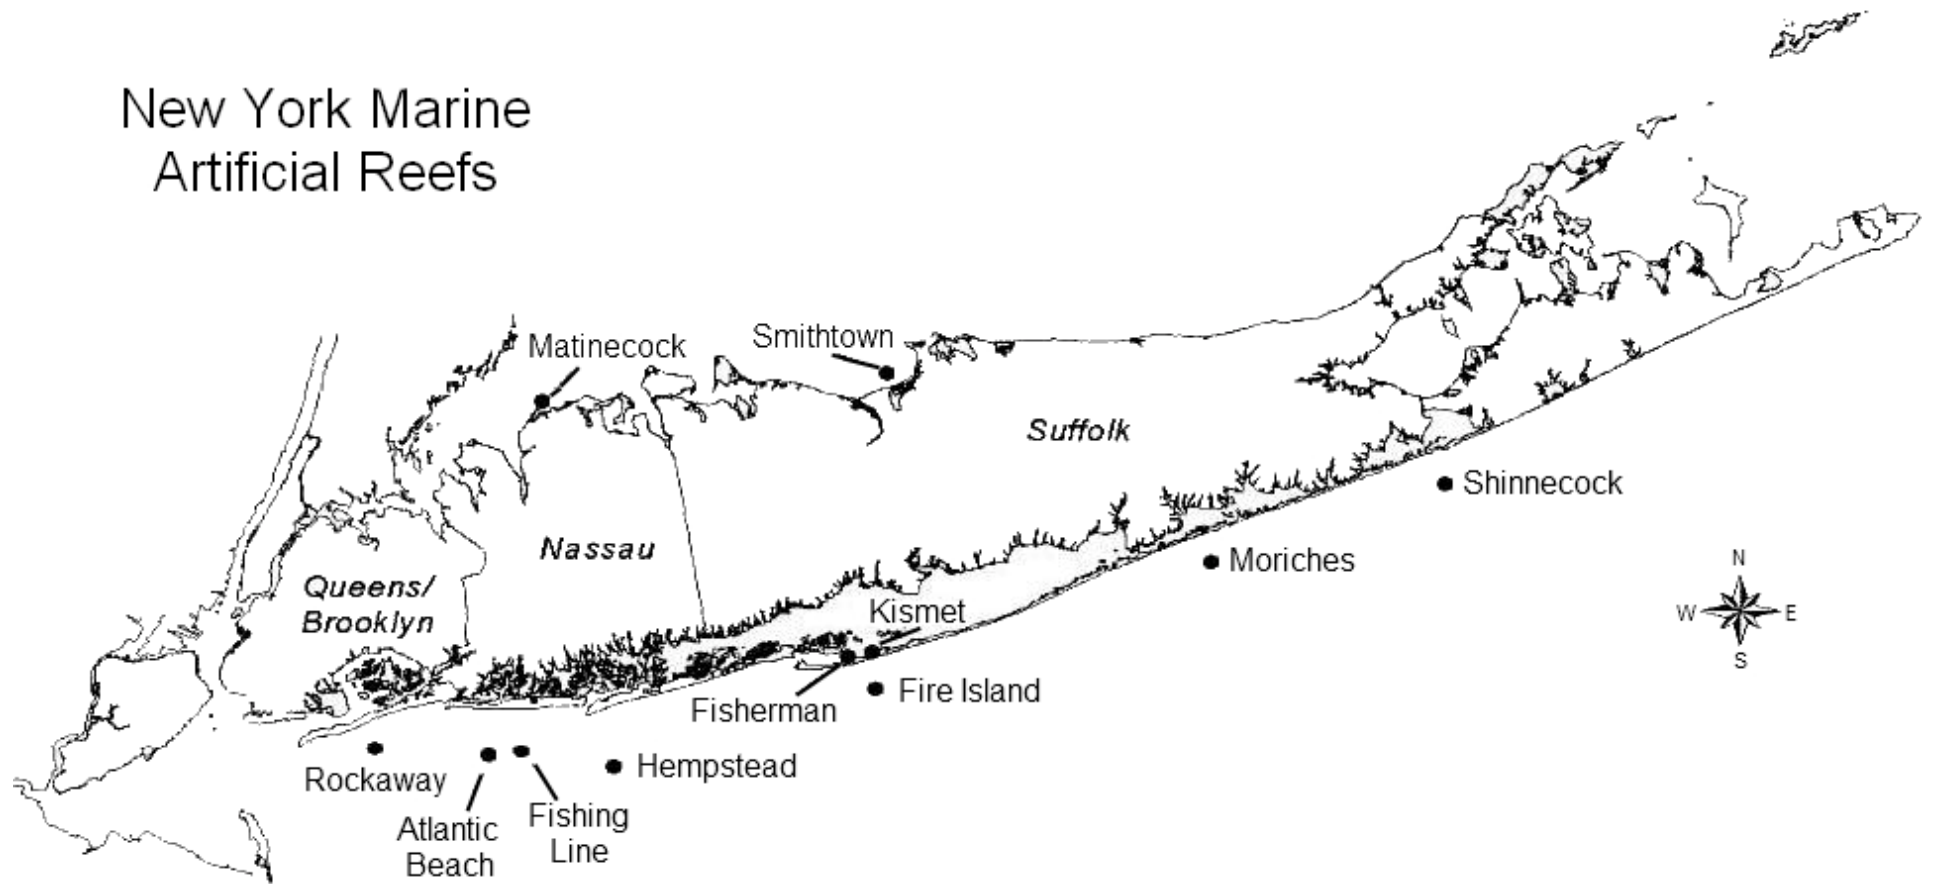 New York Marine
Artificial Reefs
Matinecock
Smithtown
Suffolk
Shinnecock
Nassau
Moriches
Queens/
Brooklyn
Kismet
Fire Island
Fisherman
Hempstead
Rockaway
Atlantic
Beach
Fishing
Line
N
W
E
S